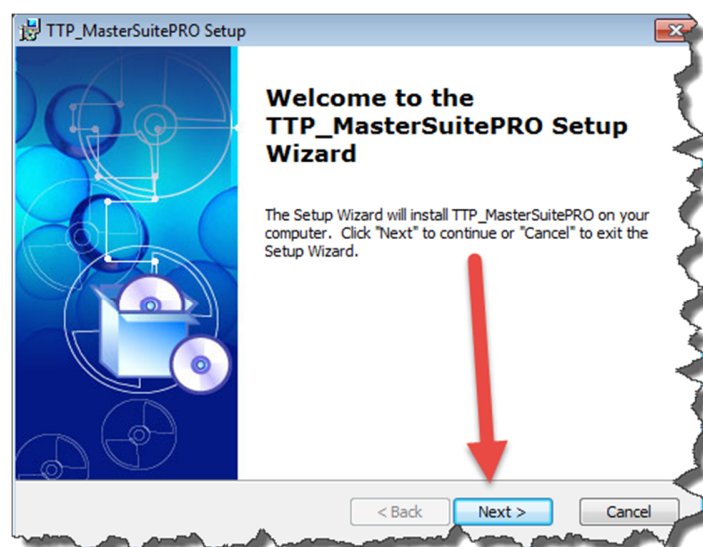 TTP_MasterSuitePRO Setup
Welcome to the
TTP_MasterSuitePRO Setup
Wizard
The Setup Wizard will install TTP_MasterSuitePRO on your
computer.  Click "Next" to continue or "Cancel" to exit the
Setup Wizard.
< Back
Next >
Cancel